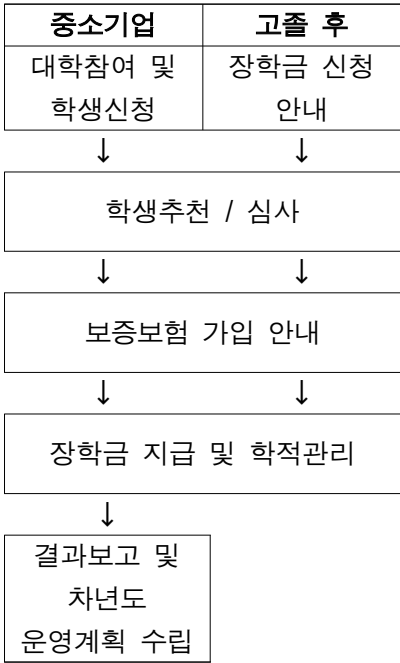 중소기업 고졸 후
대학참여 및 장학금 신청
학생신청 안내
↓ ↓
학생추천 / 심사
↓ ↓
보증보험 가입 안내
↓ ↓
장학금 지급 및 학적관리
↓
결과보고 및
차년도
운영계획 수립